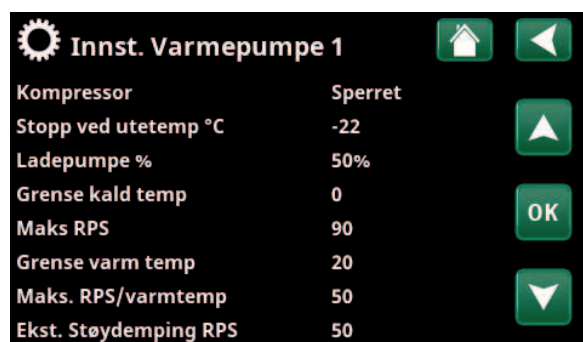 Innst. Varmepumpe 1
Kompressor Sperret
Stopp ved utetemp °C -22
Ladepumpe % 50%
Grense kald temp 0
Maks RPS 90
OK
Grense varm temp 20
Maks. RPS/varmtemp 50
Ekst. Støydemping RPS 50